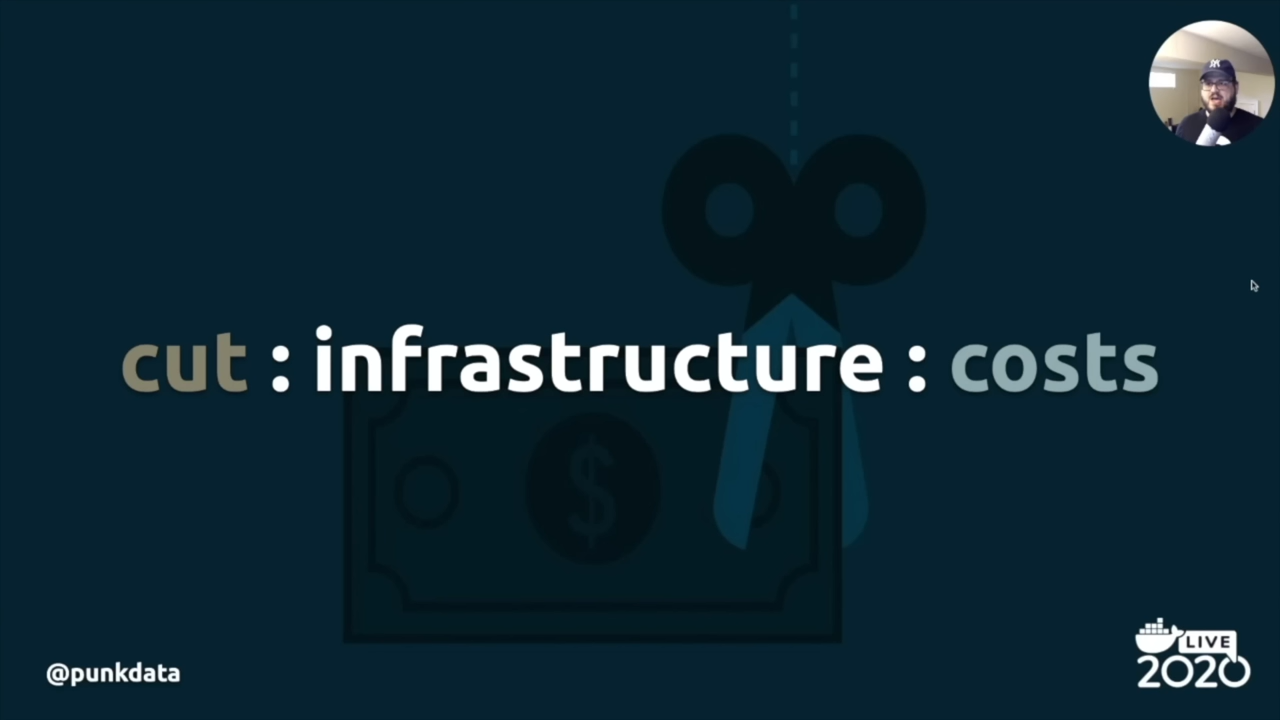 cut : infrastructure : costs
$
@punkdata
LIVE
2020